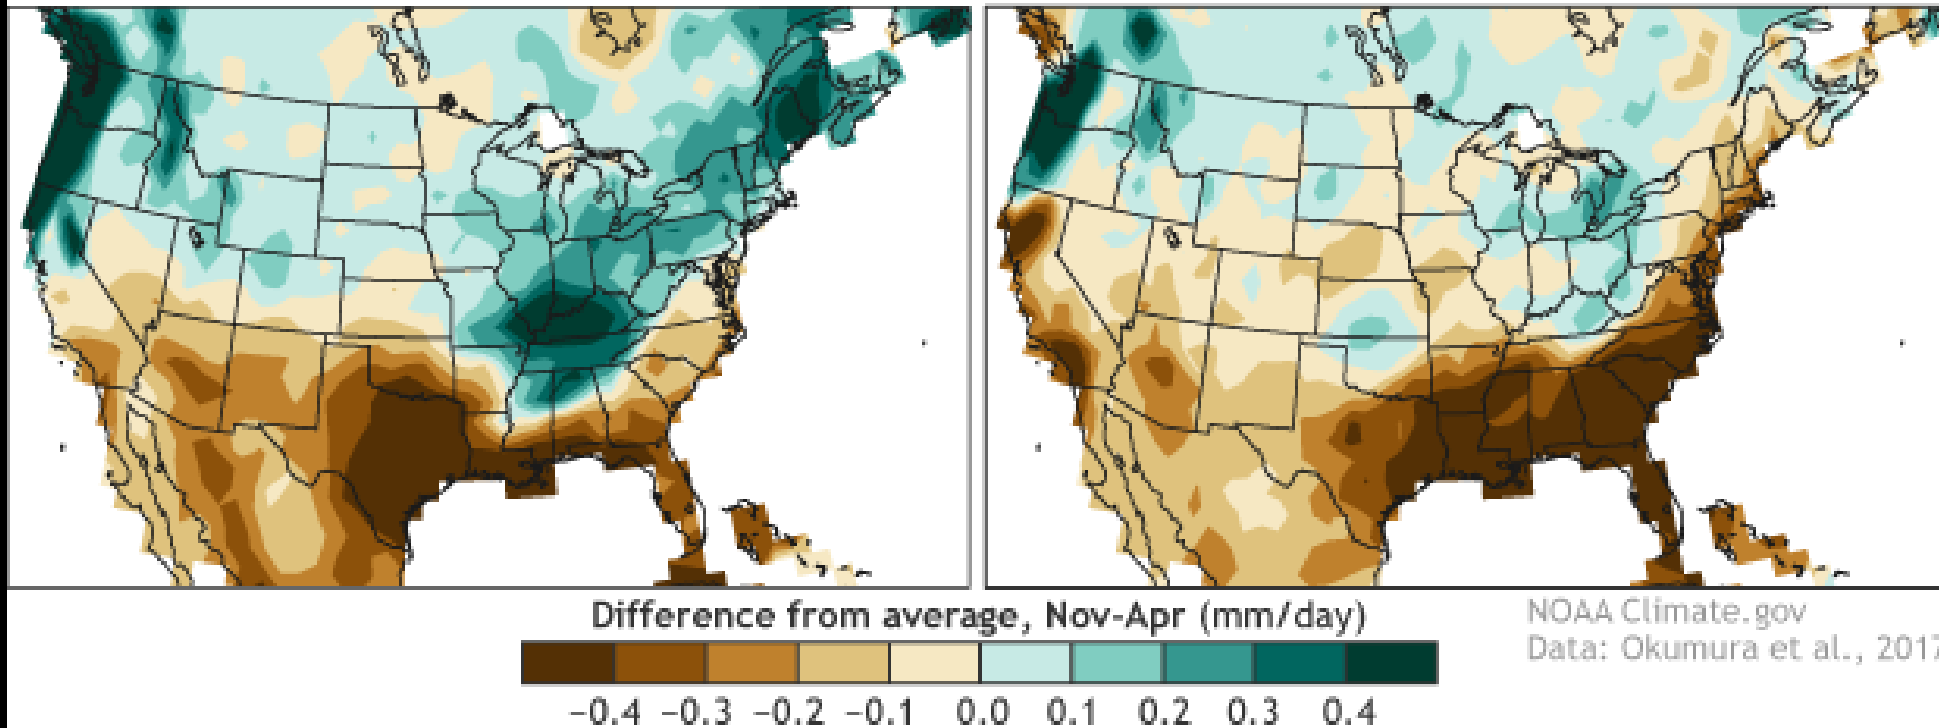 Difference from average, Nov-Apr (mm/day)
−0.4 −0.3 −0.2 −0.1 0.0 0.1 0.2 0.3 0.4
NOAA Climate.gov
Data: Okumura et al., 2017